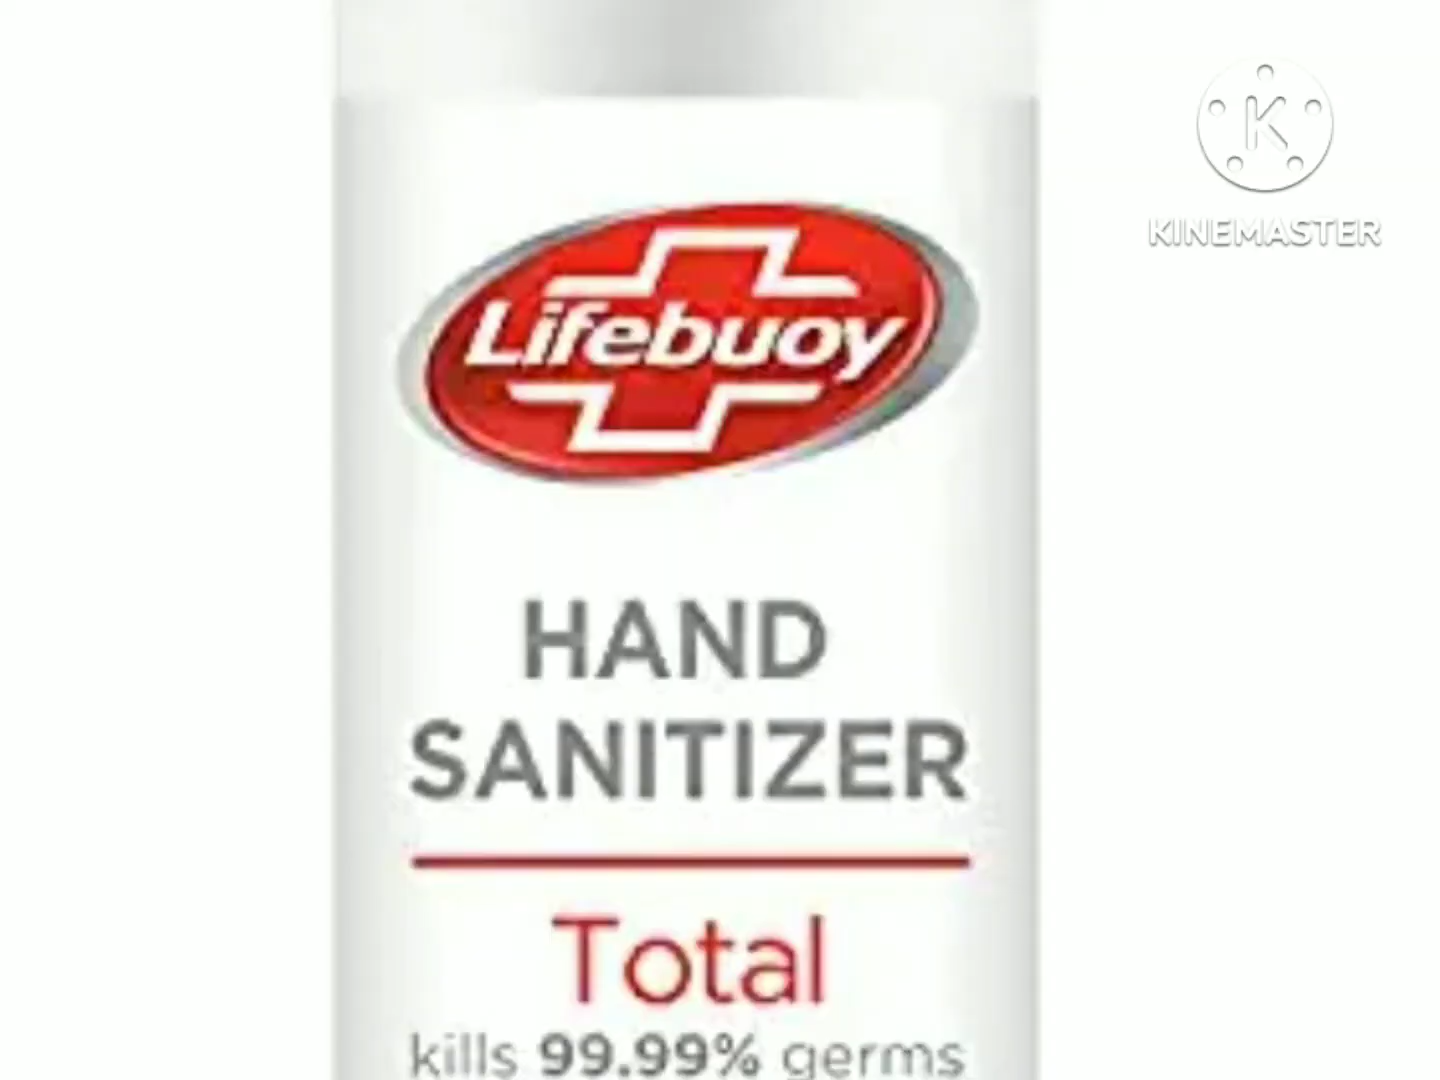 KINEMASTER
Lifebuoy
HAND
SANITIZER
Total
kills 99.99% germs